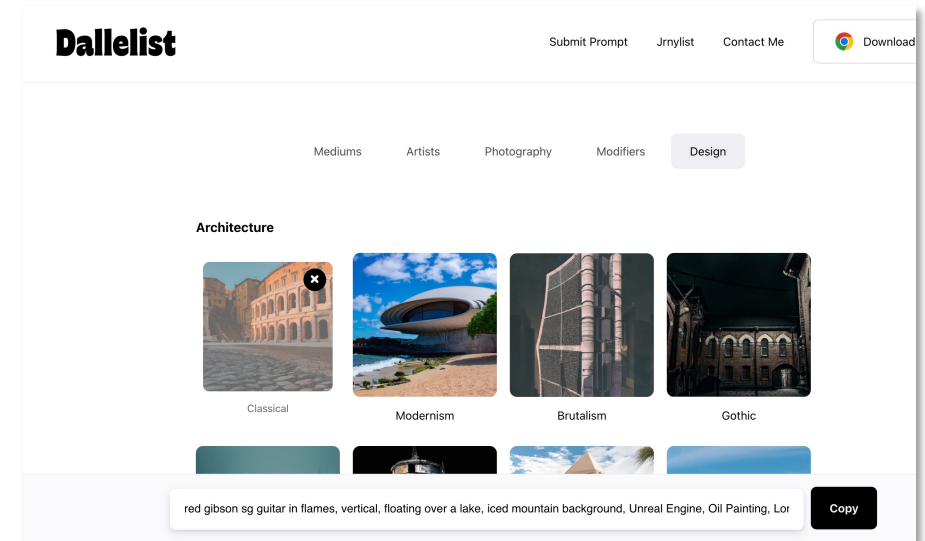 Dallelist
Submit Prompt Jrnylist Contact Me Download
Mediums Artists Photography Modifiers Design
Architecture
Classical Modernism Brutalism Gothic
red gibson sg guitar in flames, vertical, floating over a lake, iced mountain background, Unreal Engine, Oil Painting, Lor
Copy